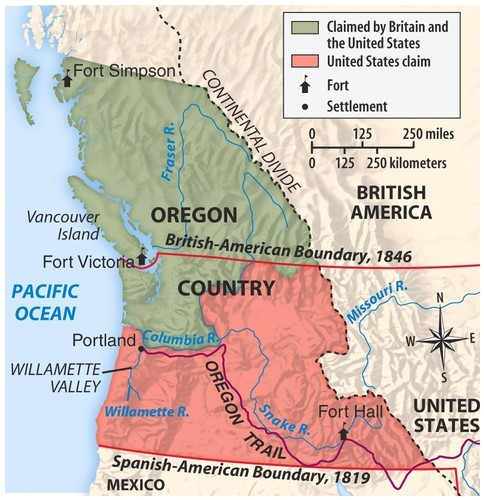 Claimed by Britain and
the United States
United States claim
Fort
Settlement
0 125 250 miles
0 125 250 kilometers
Fort Simpson
CONTINENTAL DIVIDE
Fraser R.
BRITISH
AMERICA
Vancouver
Island
OREGON
British-American Boundary, 1846
Fort Victoria
COUNTRY
PACIFIC
OCEAN
Missouri R.
N
W E
S
Portland
Columbia R.
WILLAMETTE
VALLEY
OREGON TRAIL
Willamette R.
Snake R.
Fort Hall
UNITED
STATES
Spanish-American Boundary, 1819
MEXICO